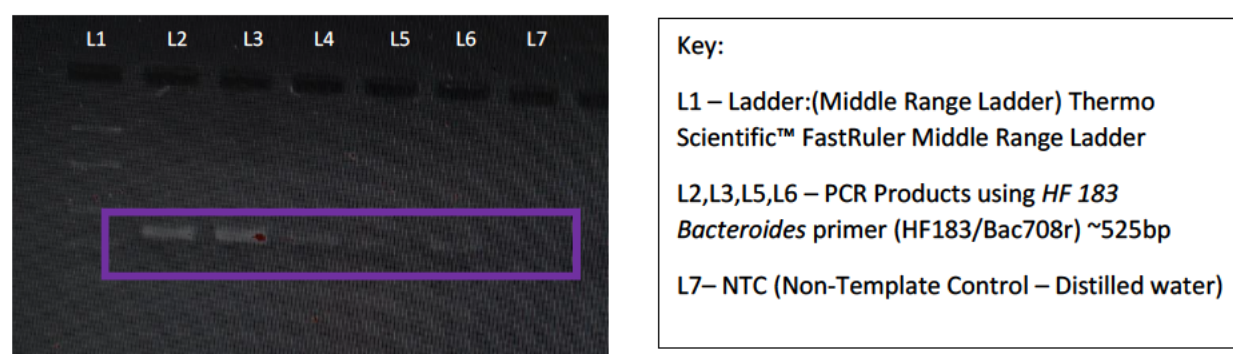 L1 L2 L3 L4 L5 L6 L7
Key:
L1 – Ladder:(Middle Range Ladder) Thermo
Scientific™ FastRuler Middle Range Ladder
L2,L3,L5,L6 – PCR Products using HF 183
Bacteroides primer (HF183/Bac708r) ~525bp
L7– NTC (Non-Template Control – Distilled water)